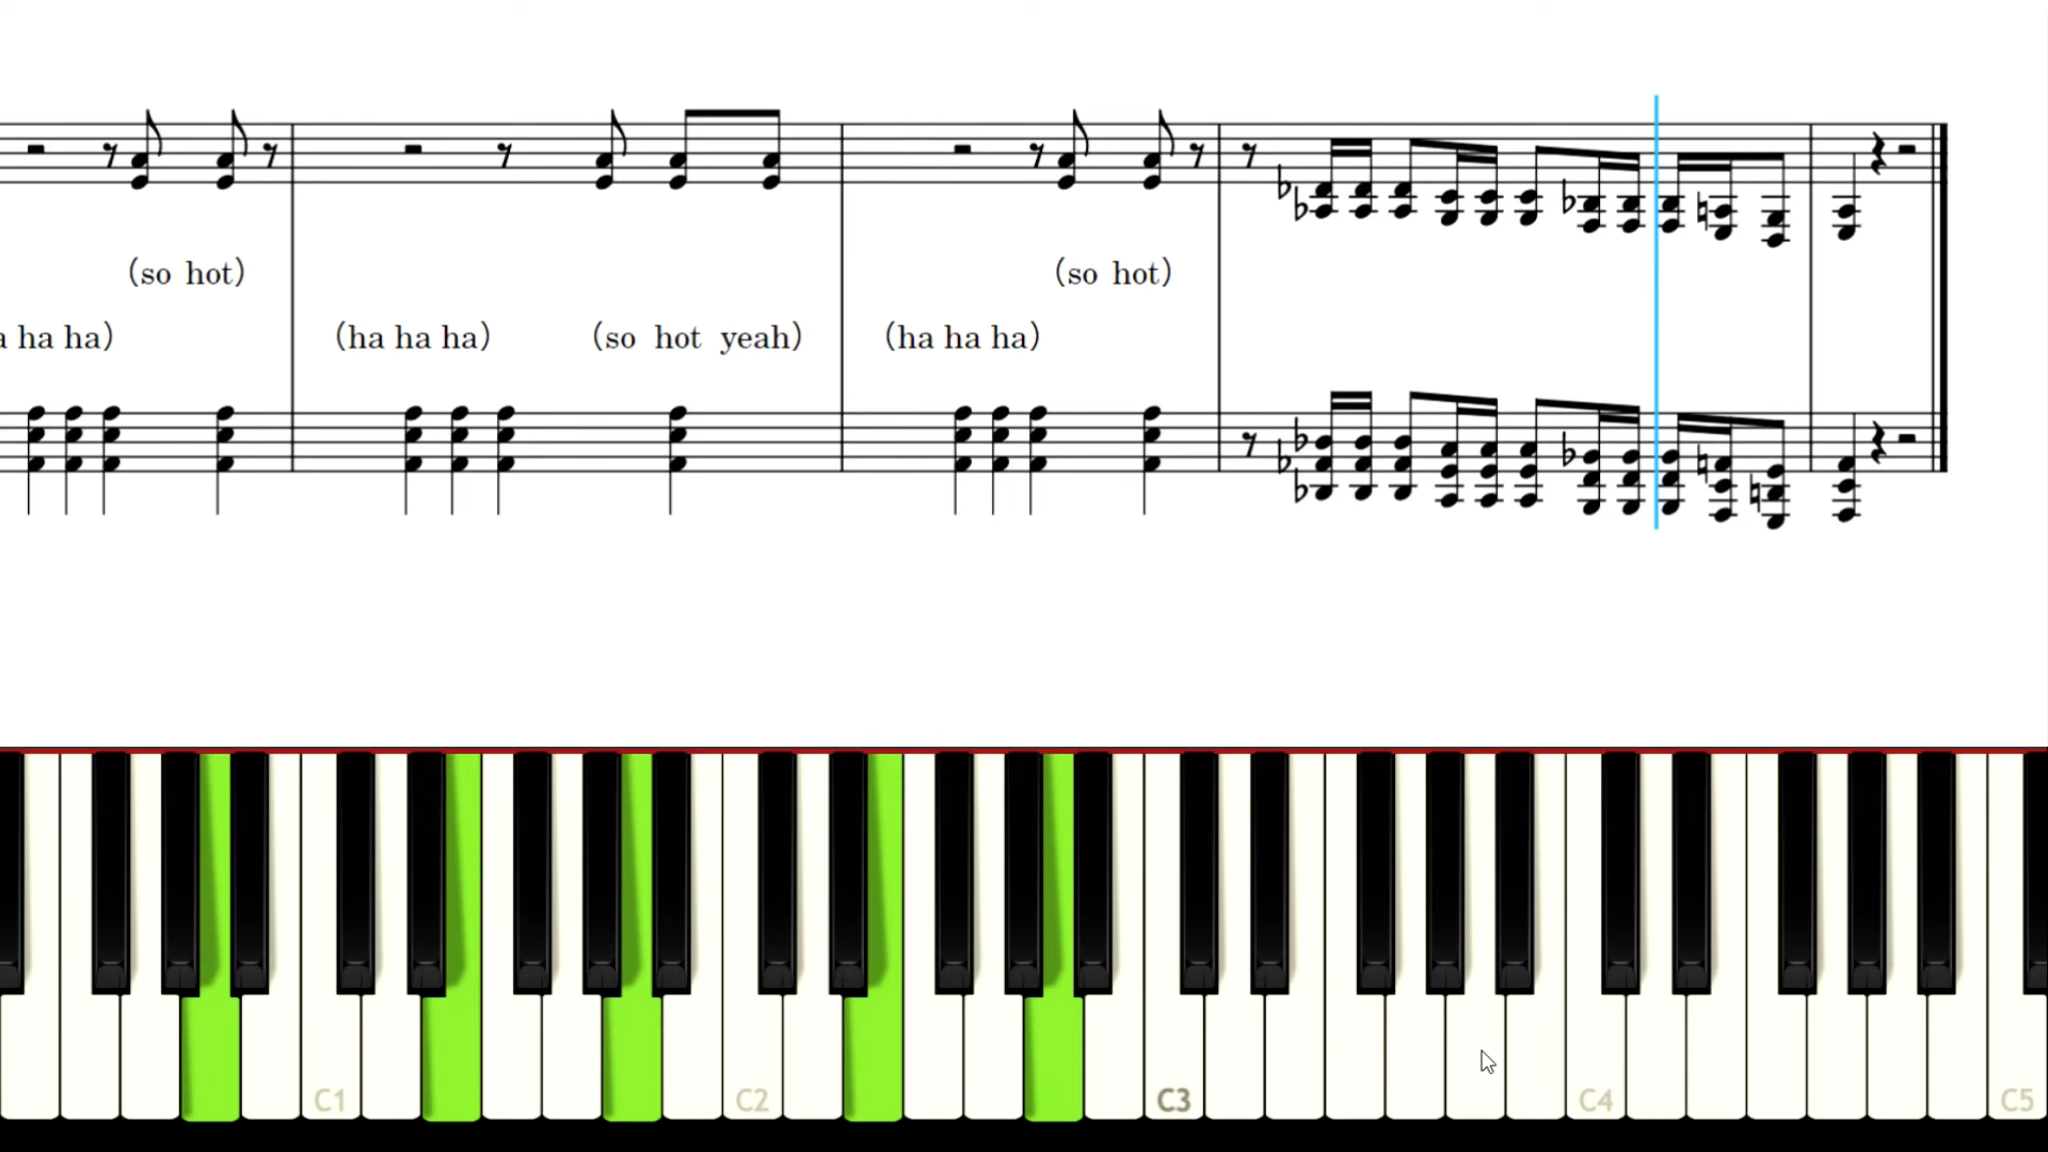 (so hot)
(so hot)
a ha ha)
(ha ha ha)
(so hot yeah)
(ha ha ha)
C1
C2
C3
C4
C5